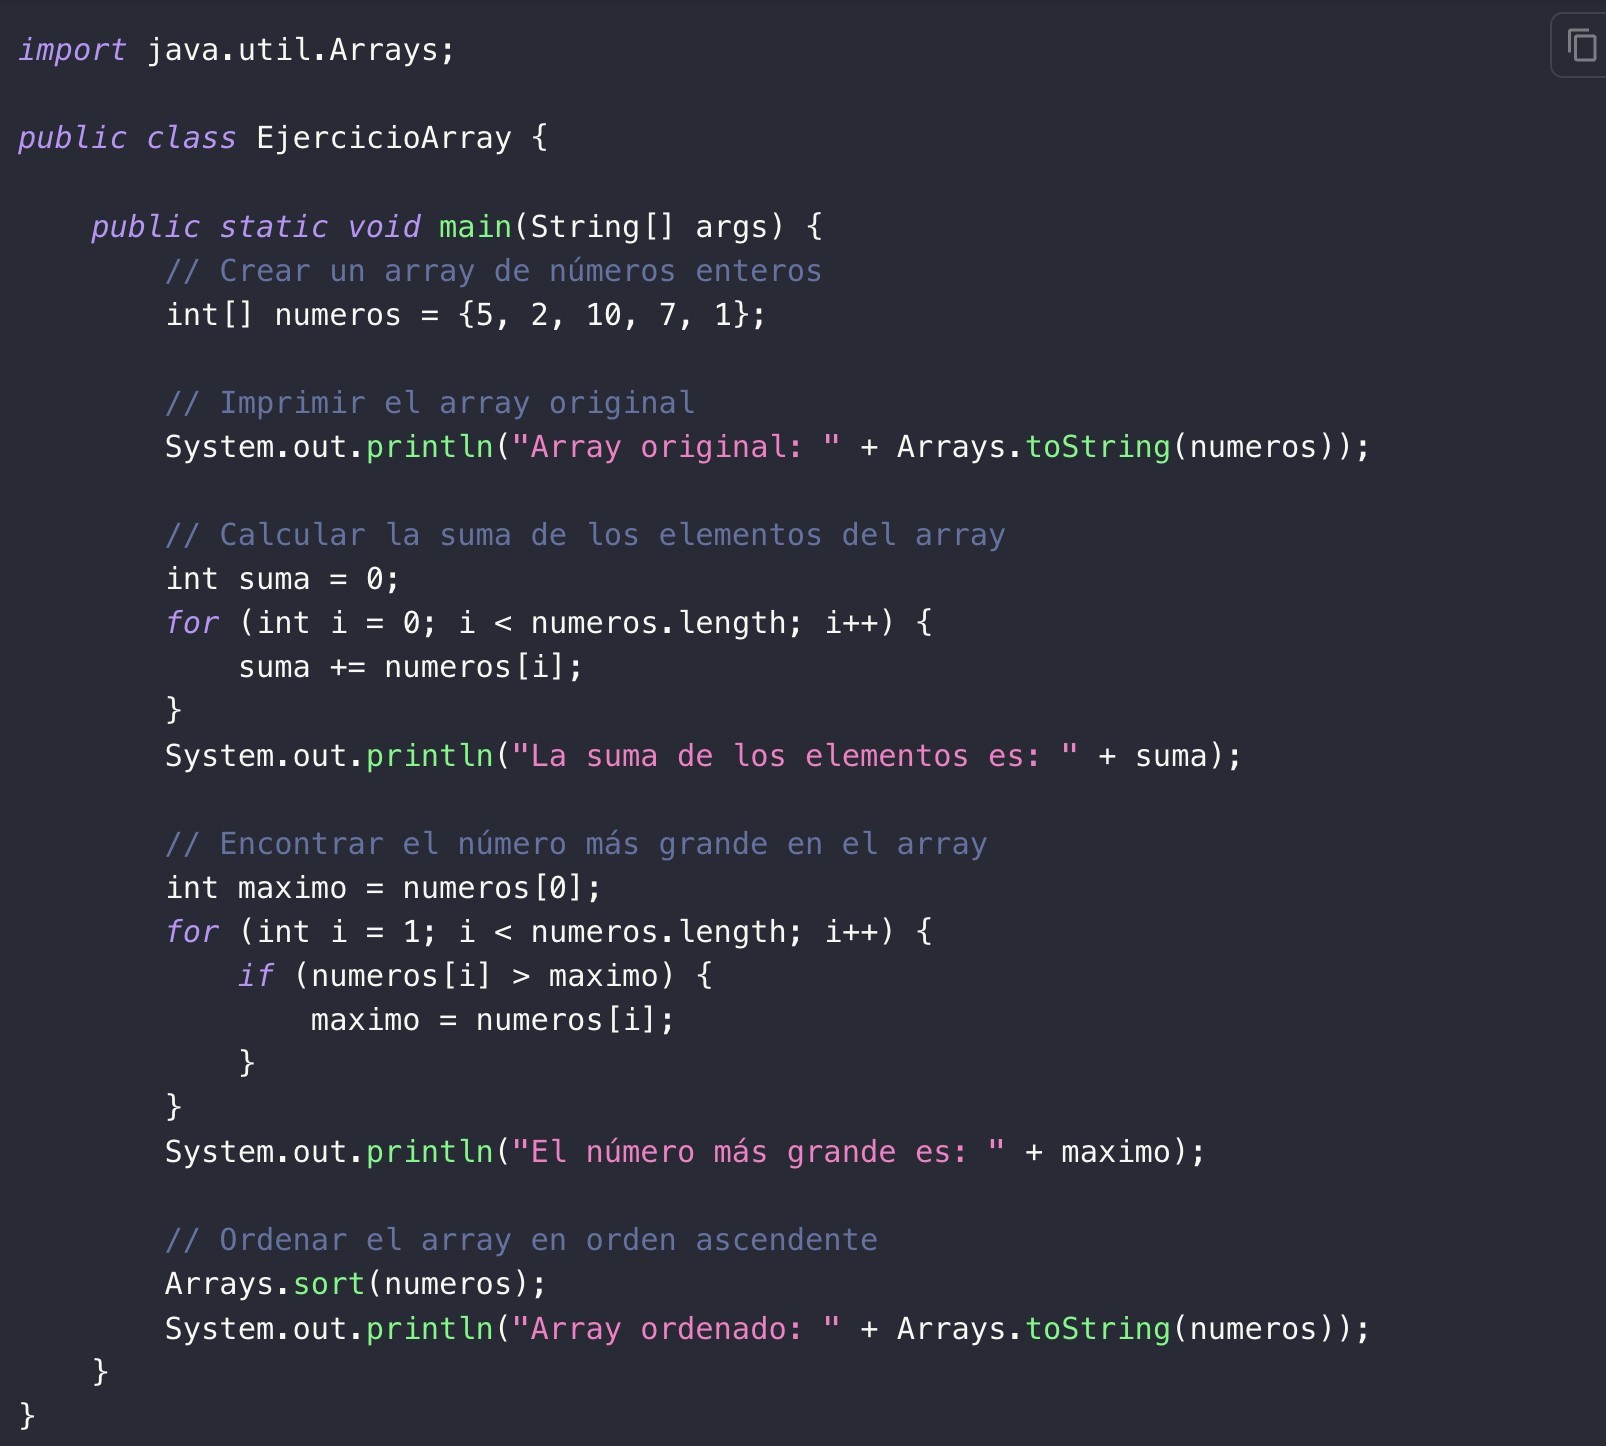 import java.util.Arrays;
public class EjercicioArray {
public static void main(String[] args) {
// Crear un array de números enteros
int[] numeros = {5, 2, 10, 7, 1};
// Imprimir el array original
System.out.println("Array original: " + Arrays.toString(numeros));
// Calcular la suma de los elementos del array
int suma = 0;
for (int i = 0; i < numeros.length; i++) {
suma += numeros[i];
}
System.out.println("La suma de los elementos es: " + suma);
// Encontrar el número más grande en el array
int maximo = numeros[0];
for (int i = 1; i < numeros.length; i++) {
if (numeros[i] > maximo) {
maximo = numeros[i];
}
}
System.out.println("El número más grande es: " + maximo);
// Ordenar el array en orden ascendente
Arrays.sort(numeros);
System.out.println("Array ordenado: " + Arrays.toString(numeros));
}
}